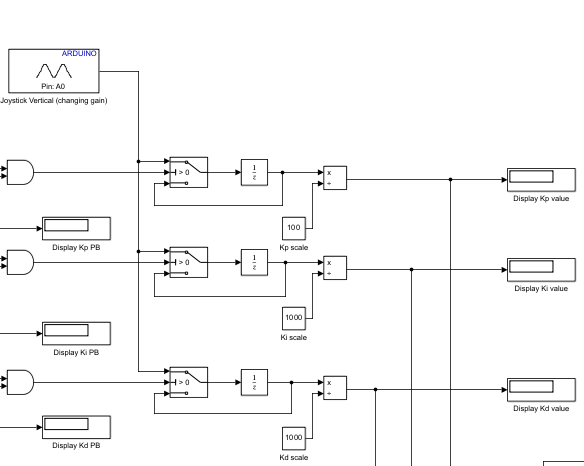 ARDUINO
Pin: A0
Joystick Vertical (changing gain)
> 0
1
z
x
÷
Display Kp value
100
Kp scale
Display Kp PB
> 0
1
z
x
÷
Display Ki value
1000
Ki scale
Display Ki PB
> 0
1
z
x
÷
Display Kd value
1000
Kd scale
Display Kd PB